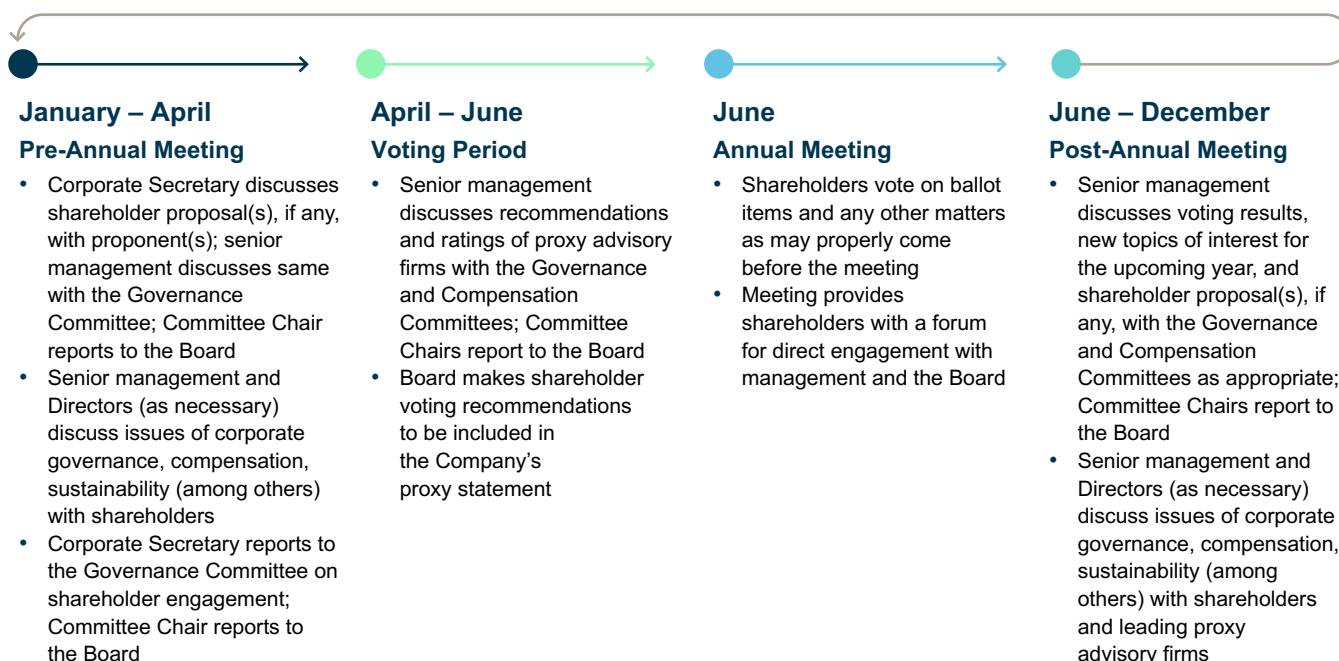 January – April
Pre-Annual Meeting
• Corporate Secretary discusses
shareholder proposal(s), if any,
with proponent(s); senior
management discusses same
with the Governance
Committee; Committee Chair
reports to the Board
• Senior management and
Directors (as necessary)
discuss issues of corporate
governance, compensation,
sustainability (among others)
with shareholders
• Corporate Secretary reports to
the Governance Committee on
shareholder engagement;
Committee Chair reports to
the Board
April – June
Voting Period
• Senior management
discusses recommendations
and ratings of proxy advisory
firms with the Governance
and Compensation
Committees; Committee
Chairs report to the Board
• Board makes shareholder
voting recommendations
to be included in
the Company’s
proxy statement
June
Annual Meeting
• Shareholders vote on ballot
items and any other matters
as may properly come
before the meeting
• Meeting provides
shareholders with a forum
for direct engagement with
management and the Board
June – December
Post-Annual Meeting
• Senior management
discusses voting results,
new topics of interest for
the upcoming year, and
shareholder proposal(s), if
any, with the Governance
and Compensation
Committees as appropriate;
Committee Chairs report to
the Board
• Senior management and
Directors (as necessary)
discuss issues of corporate
governance, compensation,
sustainability (among
others) with shareholders
and leading proxy
advisory firms